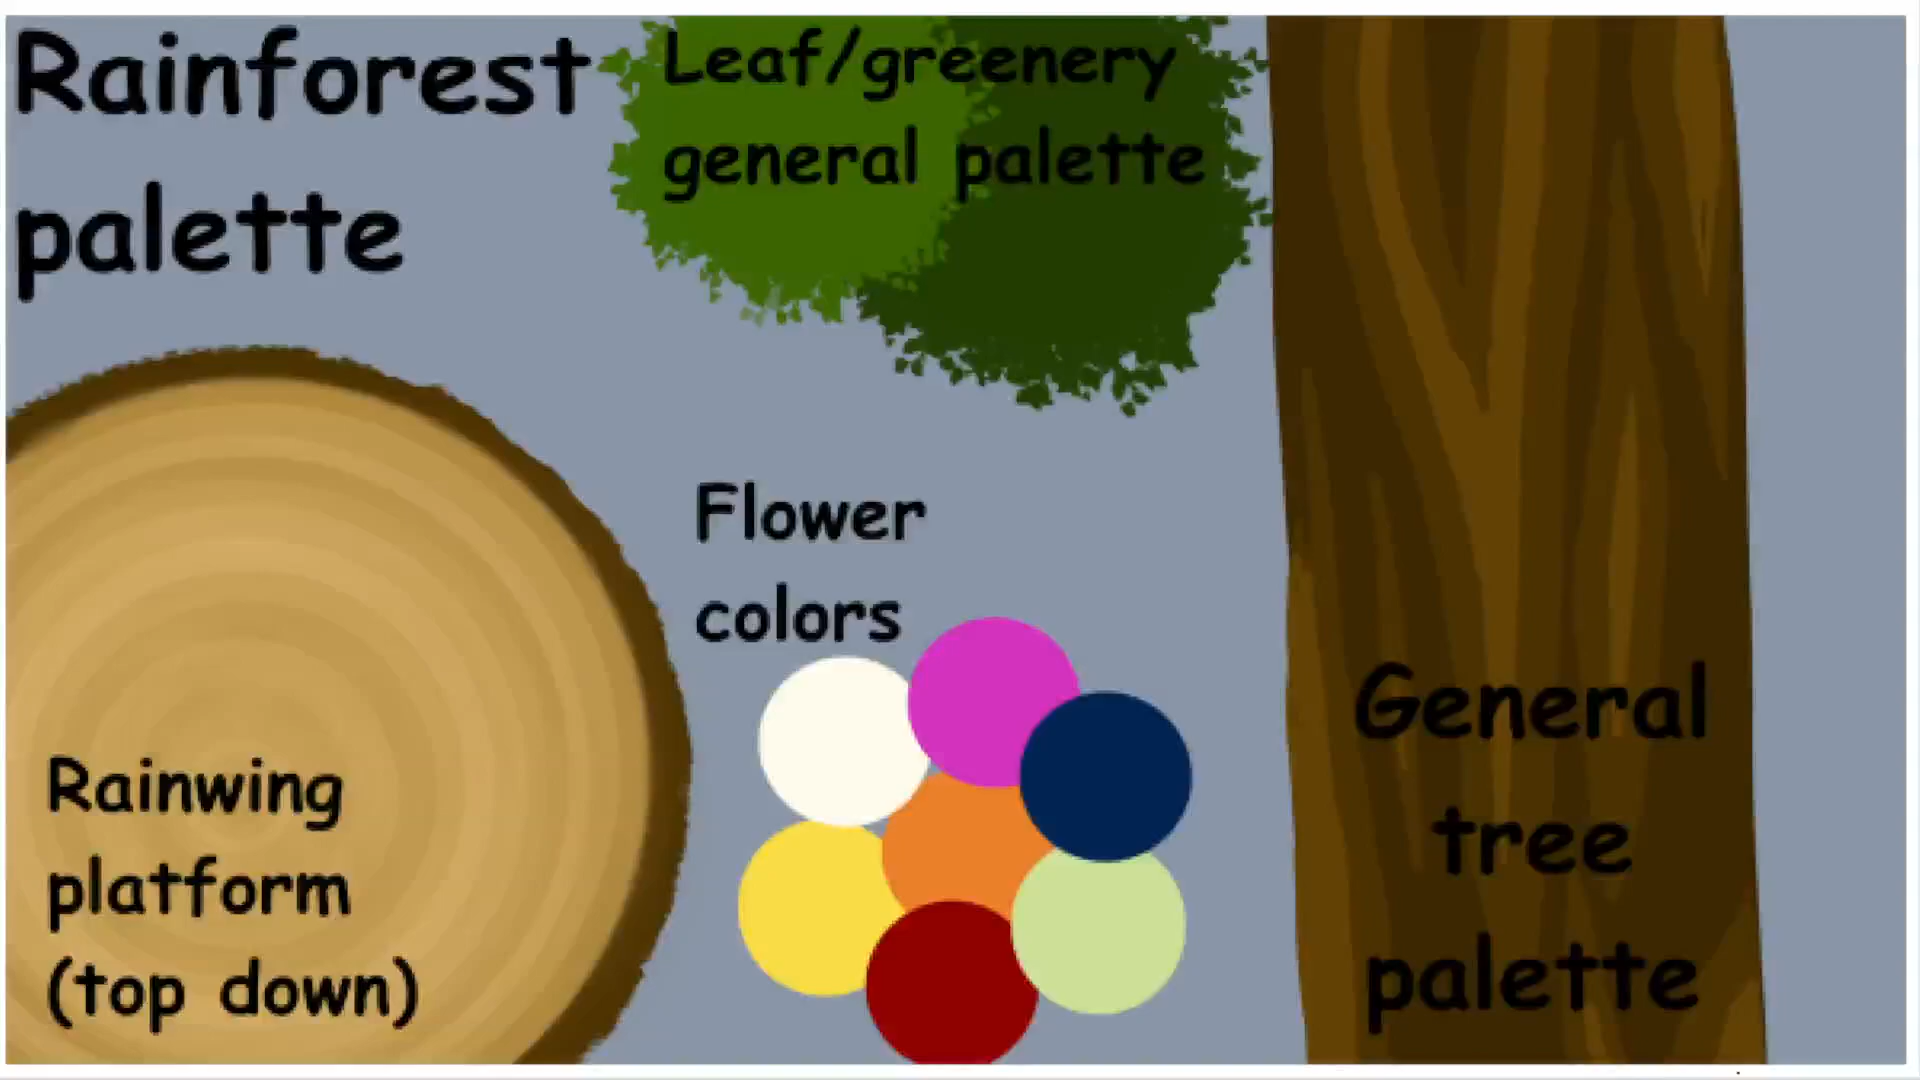 Rainforest
palette
Leaf/greenery
general palette
Flower
colors
Rainwing
platform
(top down)
General
tree
palette